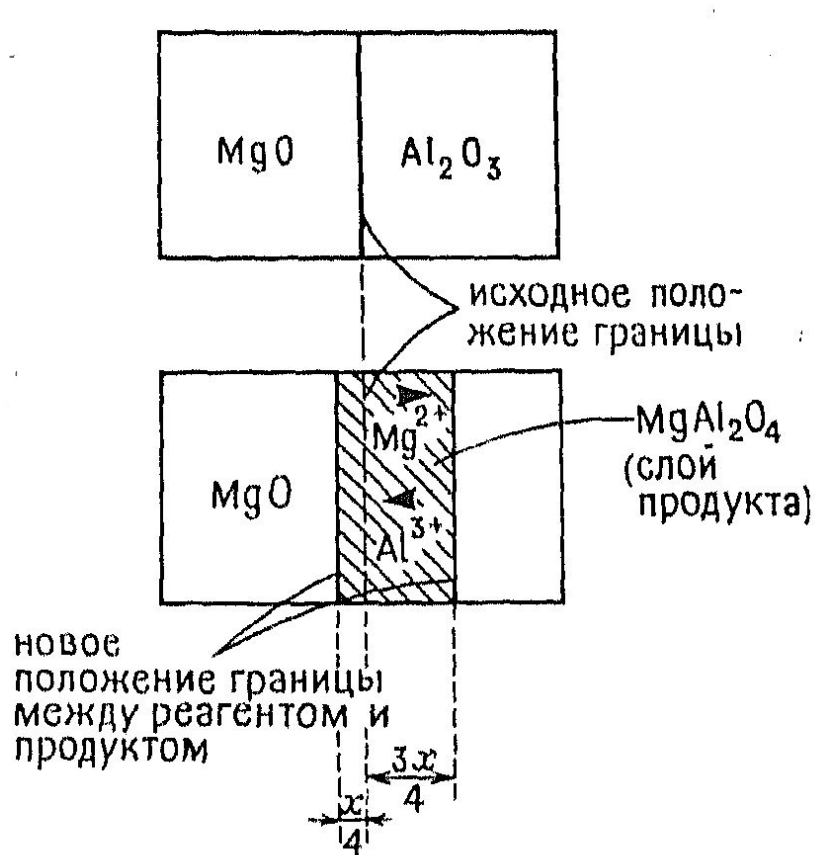 MgO
Al₂O₃
исходное поло-
жение границы
Mg²⁺
MgAl₂O₄
(слой
продукта)
MgO
Al³⁺
новое
положение границы
между реагентом и
продуктом
3x
4
x
4